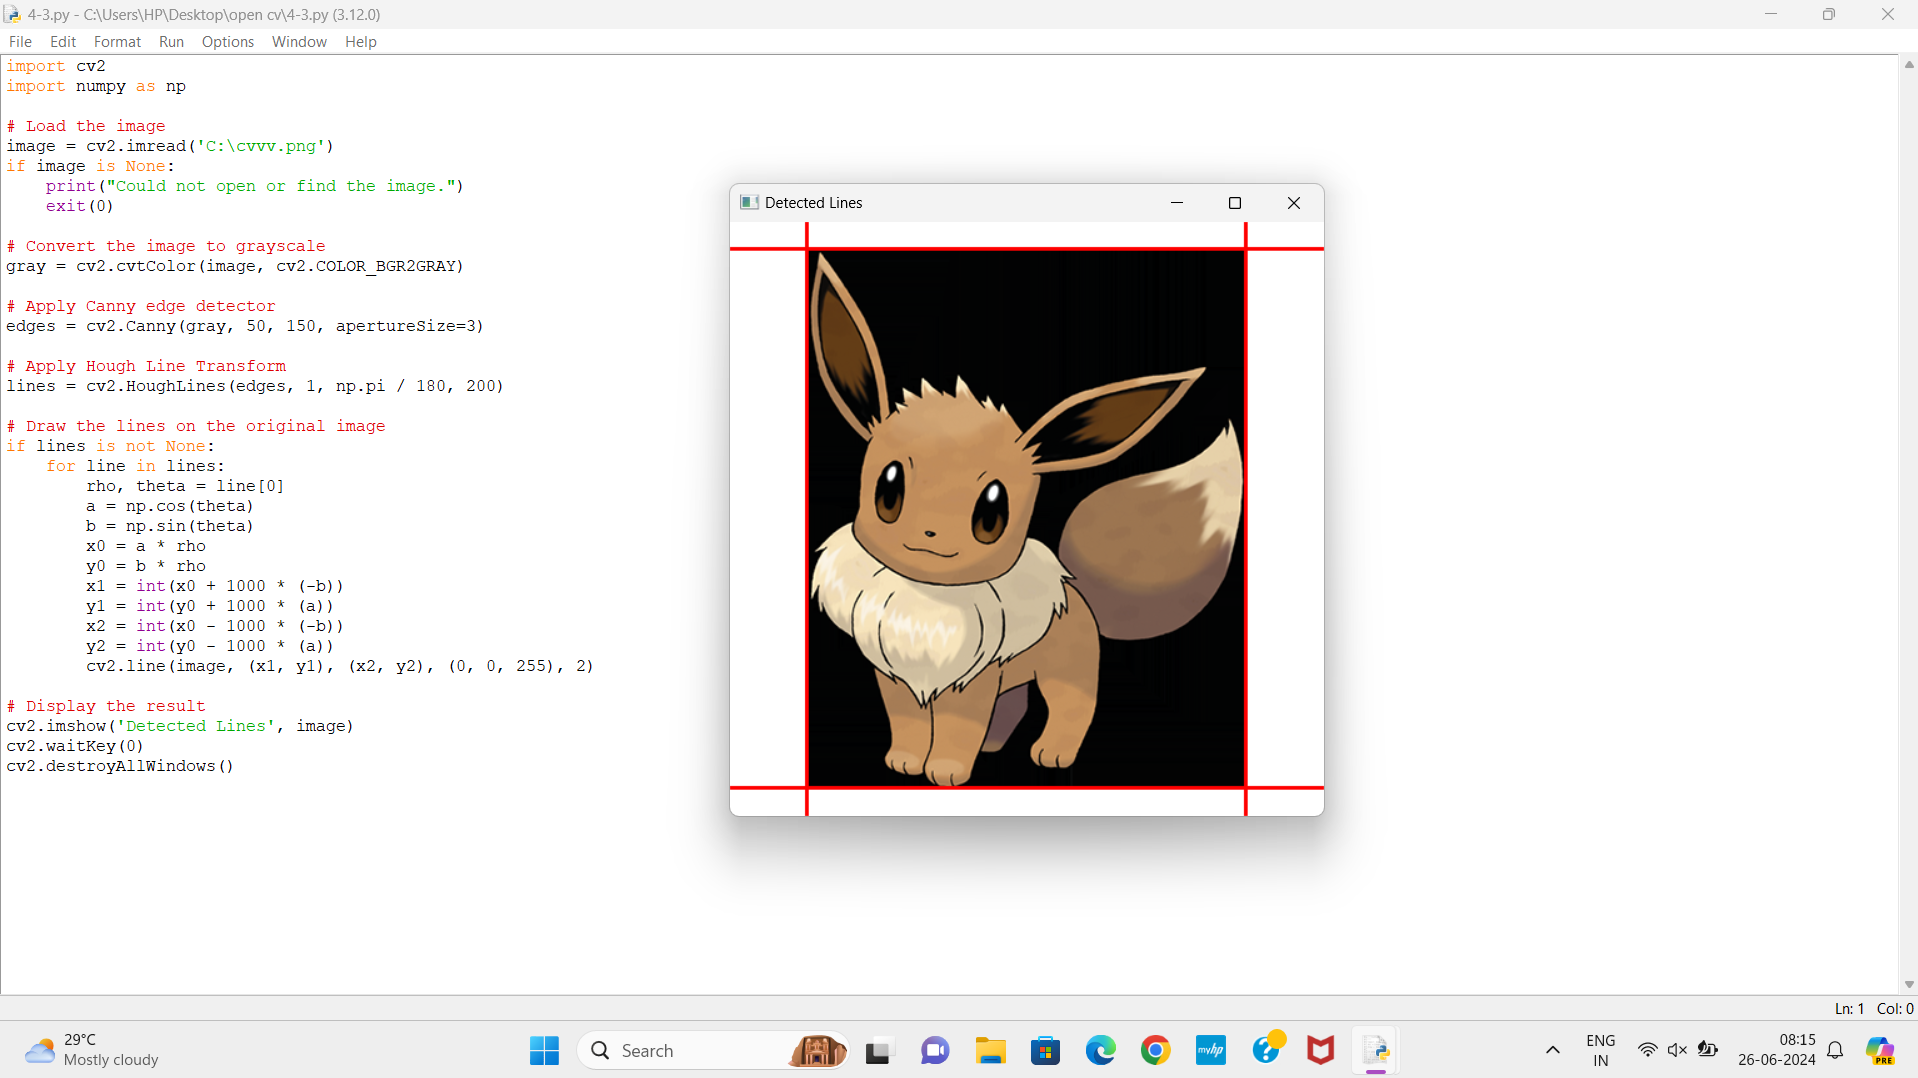 4-3.py - C:\Users\HP\Desktop\open cv\4-3.py (3.12.0)
File Edit Format Run Options Window Help
import cv2
import numpy as np
# Load the image
image = cv2.imread('C:\cvvv.png')
if image is None:
    print("Could not open or find the image.")
    exit(0)
# Convert the image to grayscale
gray = cv2.cvtColor(image, cv2.COLOR_BGR2GRAY)
# Apply Canny edge detector
edges = cv2.Canny(gray, 50, 150, apertureSize=3)
# Apply Hough Line Transform
lines = cv2.HoughLines(edges, 1, np.pi / 180, 200)
# Draw the lines on the original image
if lines is not None:
    for line in lines:
        rho, theta = line[0]
        a = np.cos(theta)
        b = np.sin(theta)
        x0 = a * rho
        y0 = b * rho
        x1 = int(x0 + 1000 * (-b))
        y1 = int(y0 + 1000 * (a))
        x2 = int(x0 - 1000 * (-b))
        y2 = int(y0 - 1000 * (a))
        cv2.line(image, (x1, y1), (x2, y2), (0, 0, 255), 2)
# Display the result
cv2.imshow('Detected Lines', image)
cv2.waitKey(0)
cv2.destroyAllWindows()
Detected Lines
Ln: 1 Col: 0
29°C
Mostly cloudy
Search
myhp
ENG
IN
08:15
26-06-2024
PRE